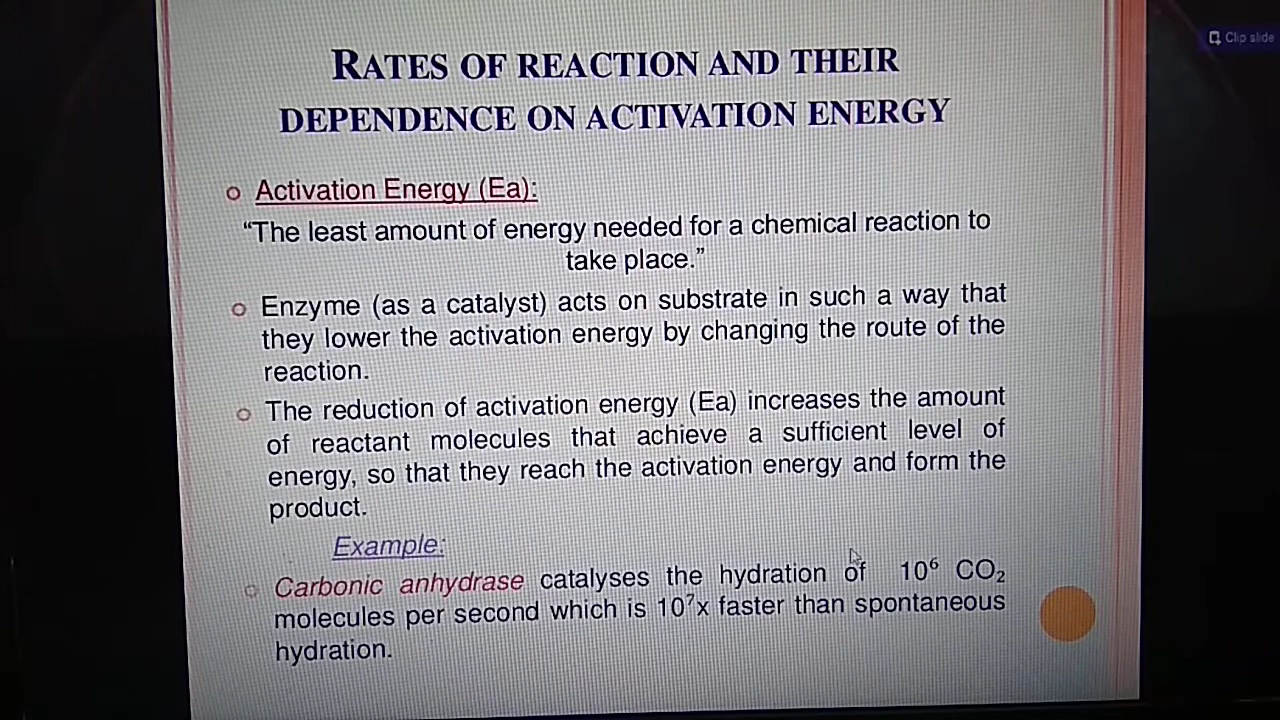 Clip slide
RATES OF REACTION AND THEIR
DEPENDENCE ON ACTIVATION ENERGY
Activation Energy (Ea):
“The least amount of energy needed for a chemical reaction to
take place.”
Enzyme (as a catalyst) acts on substrate in such a way that
they lower the activation energy by changing the route of the
reaction.
The reduction of activation energy (Ea) increases the amount
of reactant molecules that achieve a sufficient level of
energy, so that they reach the activation energy and form the
product.
Example:
Carbonic anhydrase catalyses the hydration of 10⁶ CO₂
molecules per second which is 10⁷x faster than spontaneous
hydration.